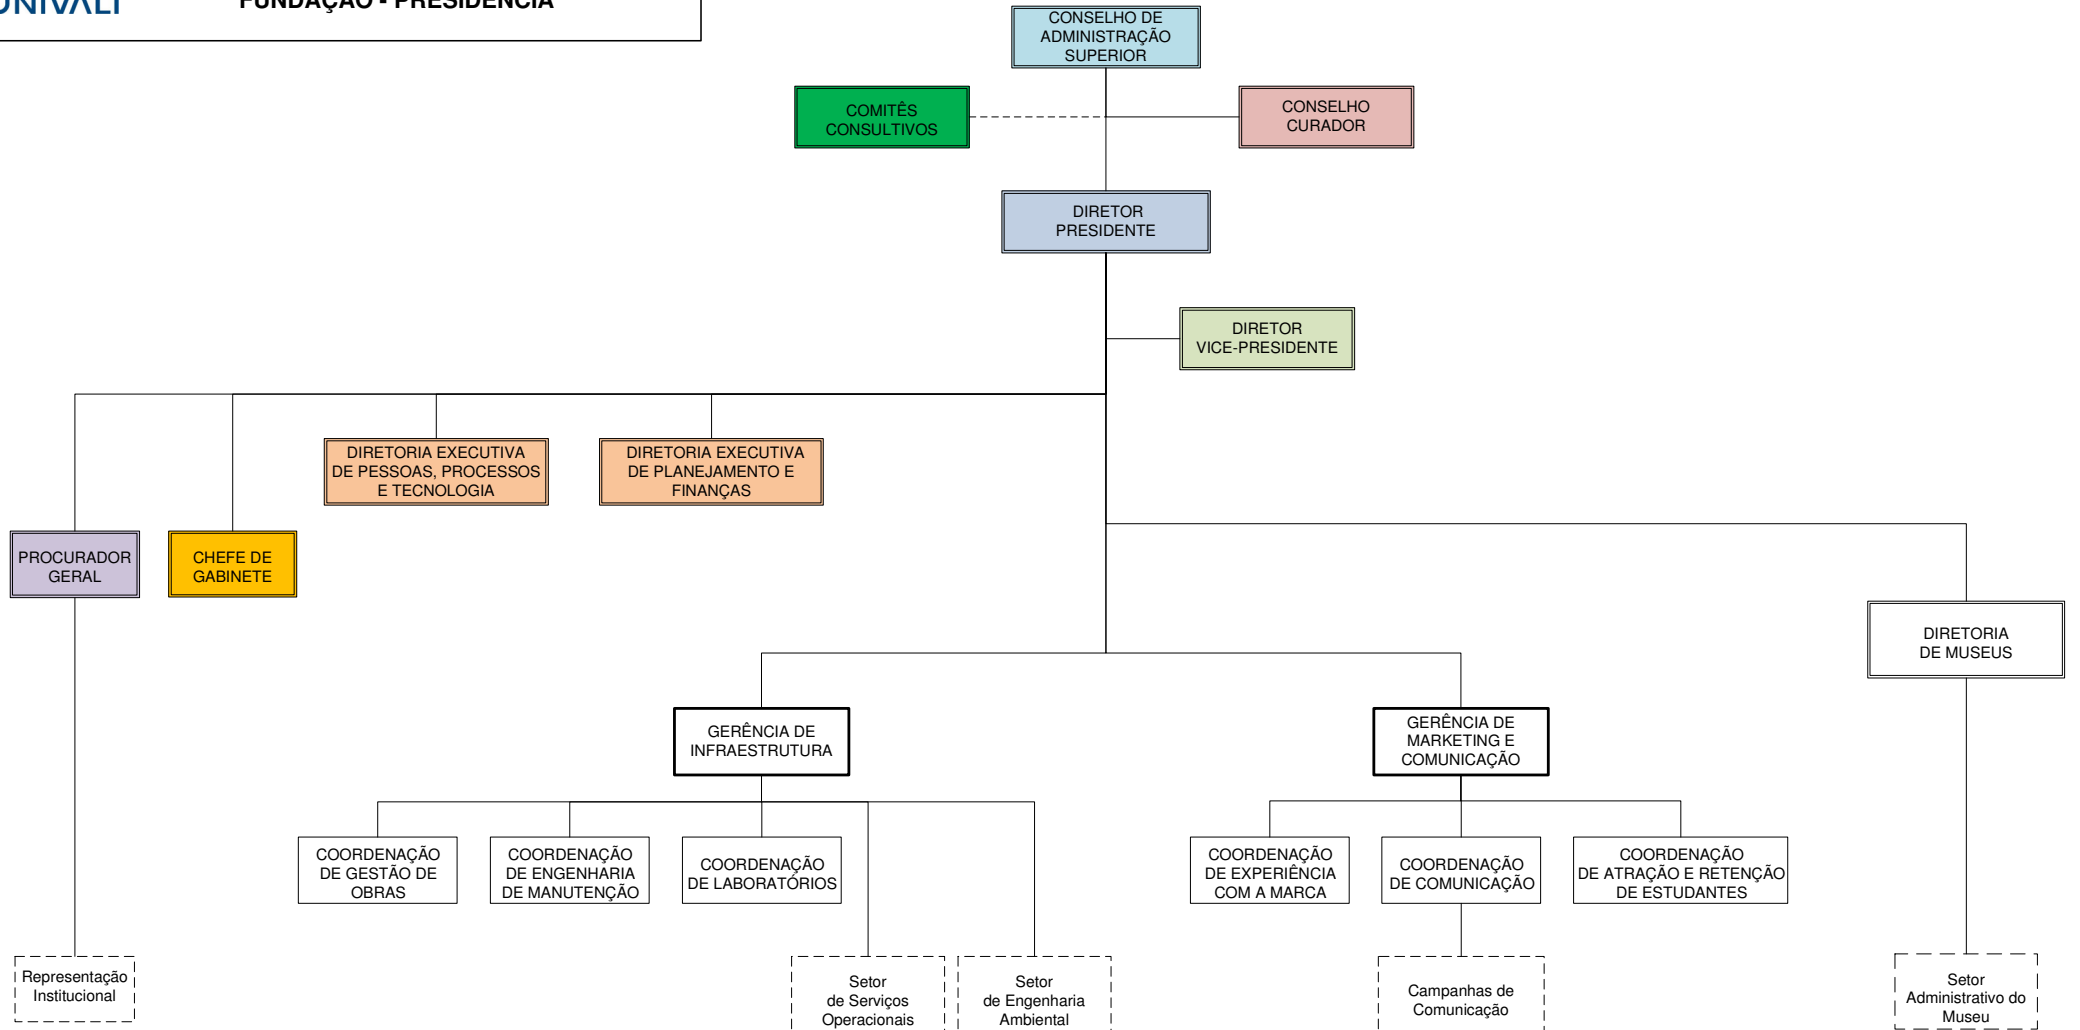 UNIVALI
FUNDAÇÃO - PRESIDÊNCIA
CONSELHO DE
ADMINISTRAÇÃO
SUPERIOR
COMITÊS
CONSULTIVOS
CONSELHO
CURADOR
DIRETOR
PRESIDENTE
DIRETOR
VICE-PRESIDENTE
DIRETORIA EXECUTIVA
DE PESSOAS, PROCESSOS
E TECNOLOGIA
DIRETORIA EXECUTIVA
DE PLANEJAMENTO E
FINANÇAS
PROCURADOR
GERAL
CHEFE DE
GABINETE
DIRETORIA
DE MUSEUS
GERÊNCIA DE
INFRAESTRUTURA
GERÊNCIA DE
MARKETING E
COMUNICAÇÃO
COORDENAÇÃO
DE GESTÃO DE
OBRAS
COORDENAÇÃO
DE ENGENHARIA
DE MANUTENÇÃO
COORDENAÇÃO
DE LABORATÓRIOS
COORDENAÇÃO
DE EXPERIÊNCIA
COM A MARCA
COORDENAÇÃO
DE COMUNICAÇÃO
COORDENAÇÃO
DE ATRAÇÃO E RETENÇÃO
DE ESTUDANTES
Representação
Institucional
Setor
de Serviços
Operacionais
Setor
de Engenharia
Ambiental
Campanhas de
Comunicação
Setor
Administrativo do
Museu